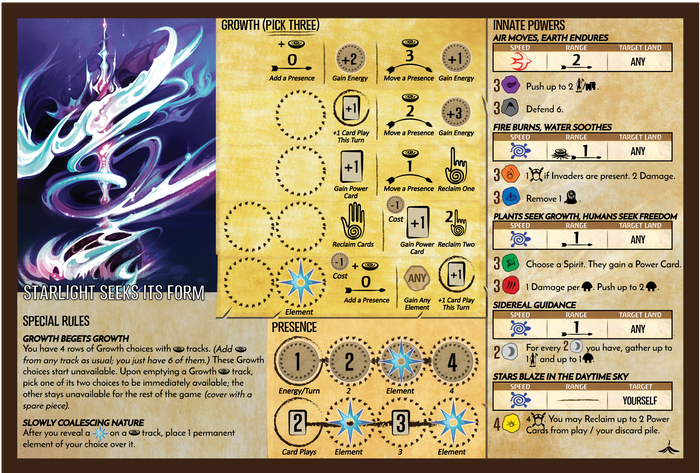 STARLIGHT SEEKS ITS FORM
SPECIAL RULES
GROWTH BEGETS GROWTH
You have 4 rows of Growth choices with tracks. (Add
from any track as usual; you just have 6 of them.) These Growth
choices start unavailable. Upon emptying a Growth track,
pick one of its two choices to be immediately available; the
other stays unavailable for the rest of the game (cover with a
spare piece).
SLOWLY COALESCING NATURE
After you reveal a on a track, place 1 permanent
element of your choice over it.
GROWTH (PICK THREE)
+ 0 +2 3 +1
Add a Presence Gain Energy Move a Presence Gain Energy
+1 2 +3
+1 Card Play This Turn Move a Presence Gain Energy
+1 1
Gain Power Card Move a Presence Reclaim One
-1 Cost +1 2
Reclaim Cards Gain Power Card Reclaim Two
-1 Cost + 0 ANY +1
Element Add a Presence Gain Any Element +1 Card Play This Turn
PRESENCE
1 2 4
Energy/Turn 2 Element 4
2 3
Card Plays Element 3 Element
INNATE POWERS
AIR MOVES, EARTH ENDURES
SPEED RANGE TARGET LAND
2 ANY
3 Push up to 2 / .
3 Defend 6.
FIRE BURNS, WATER SOOTHES
SPEED RANGE TARGET LAND
1 ANY
3 1 if Invaders are present. 2 Damage.
3 Remove 1 .
PLANTS SEEK GROWTH, HUMANS SEEK FREEDOM
SPEED RANGE TARGET LAND
1 ANY
3 Choose a Spirit. They gain a Power Card.
3 1 Damage per . Push up to 2 .
SIDEREAL GUIDANCE
SPEED RANGE TARGET LAND
1 ANY
2 For every 2 you have, gather up to
1 and up to 1
STARS BLAZE IN THE DAYTIME SKY
SPEED RANGE TARGET
YOURSELF
4 4 You may Reclaim up to 2 Power
Cards from play / your discard pile.